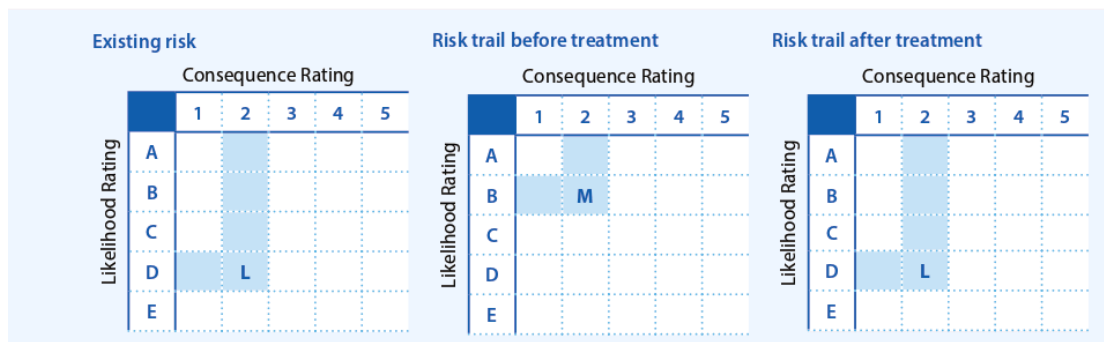 Existing risk
Consequence Rating
Likelihood Rating
1 2 3 4 5
A
B
C
D L
E
Risk trail before treatment
Consequence Rating
Likelihood Rating
1 2 3 4 5
A
B M
C
D
E
Risk trail after treatment
Consequence Rating
Likelihood Rating
1 2 3 4 5
A
B
C
D L
E